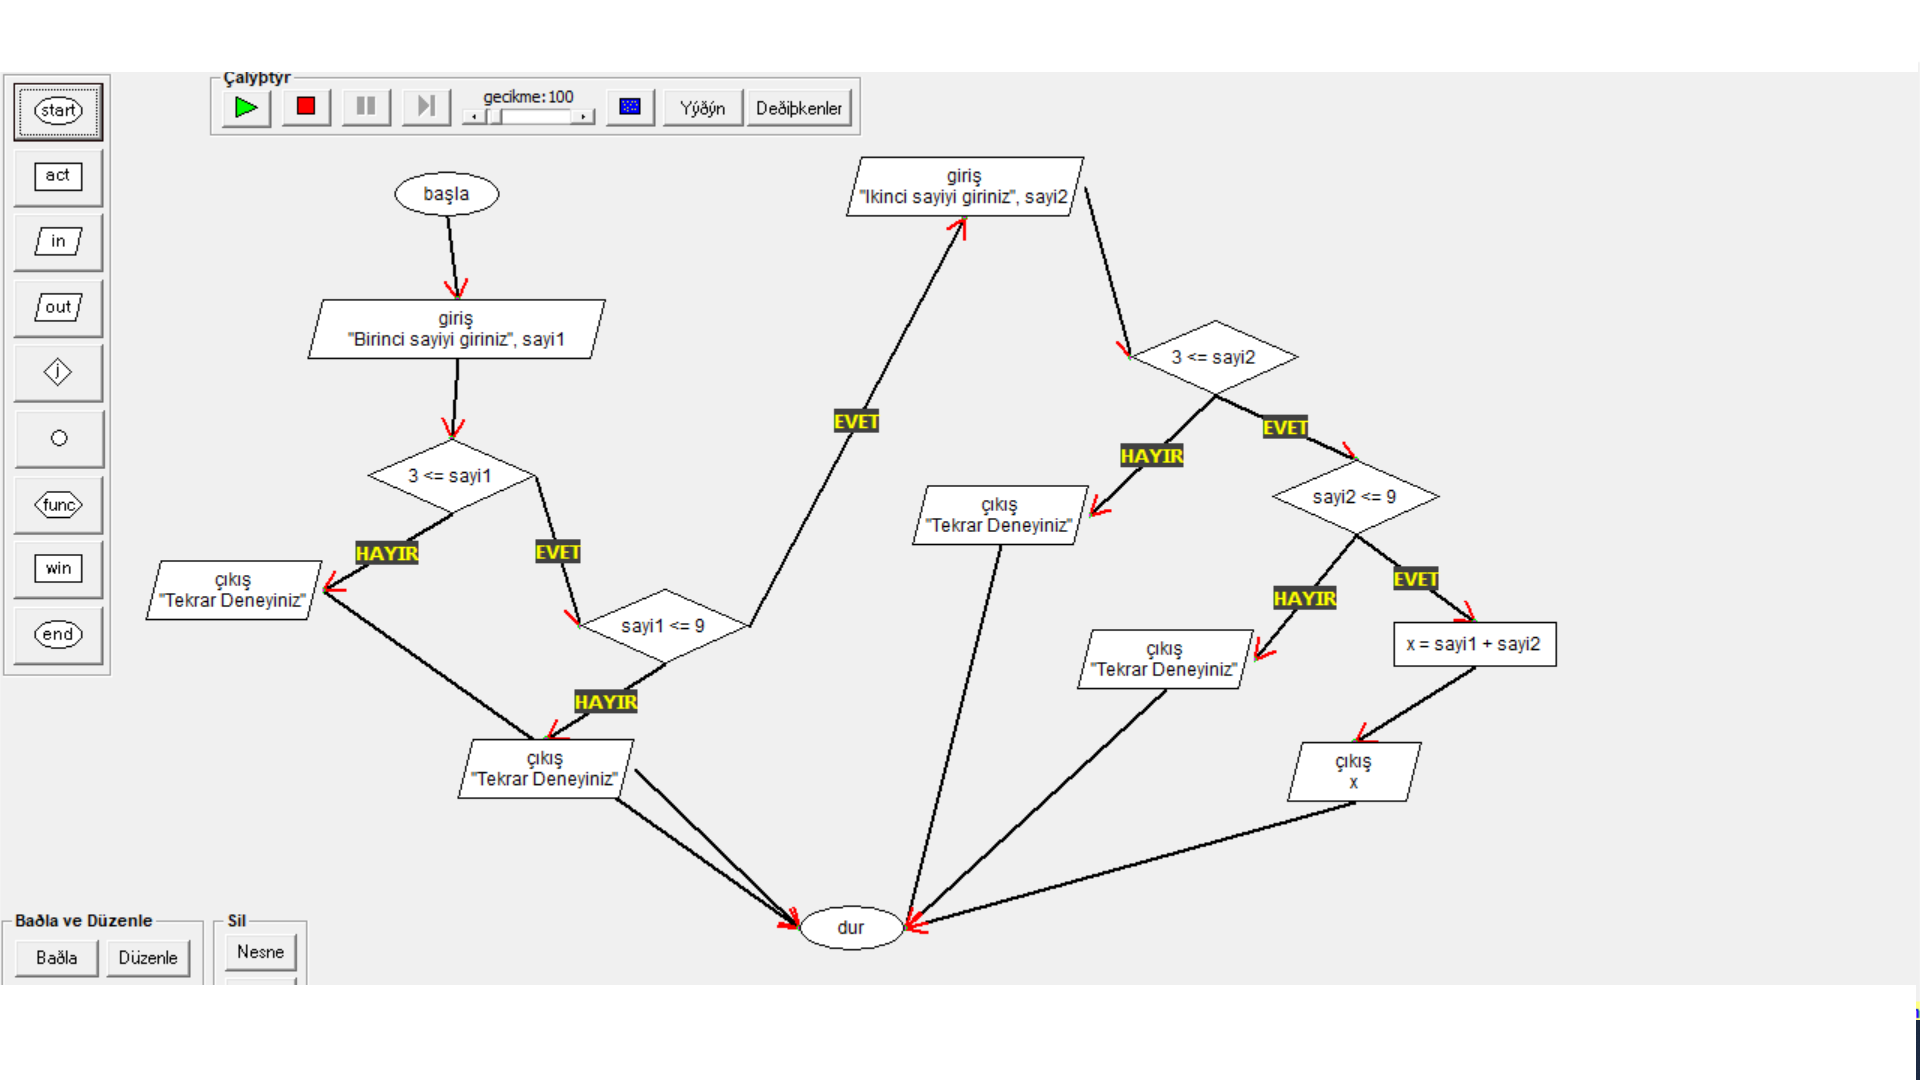 Çalyþtyr
gecikme:100
Yýðýn
Deðiþkenler
start
act
in
out
j
func
win
end
başla
giriş
"Birinci sayiyi giriniz", sayi1
3 <= sayi1
HAYIR
EVET
çıkış
"Tekrar Deneyiniz"
sayi1 <= 9
HAYIR
EVET
çıkış
"Tekrar Deneyiniz"
giriş
"Ikinci sayiyi giriniz", sayi2
3 <= sayi2
HAYIR
EVET
çıkış
"Tekrar Deneyiniz"
sayi2 <= 9
HAYIR
EVET
çıkış
"Tekrar Deneyiniz"
x = sayi1 + sayi2
çıkış
x
dur
Baðla ve Düzenle
Baðla
Düzenle
Sil
Nesne